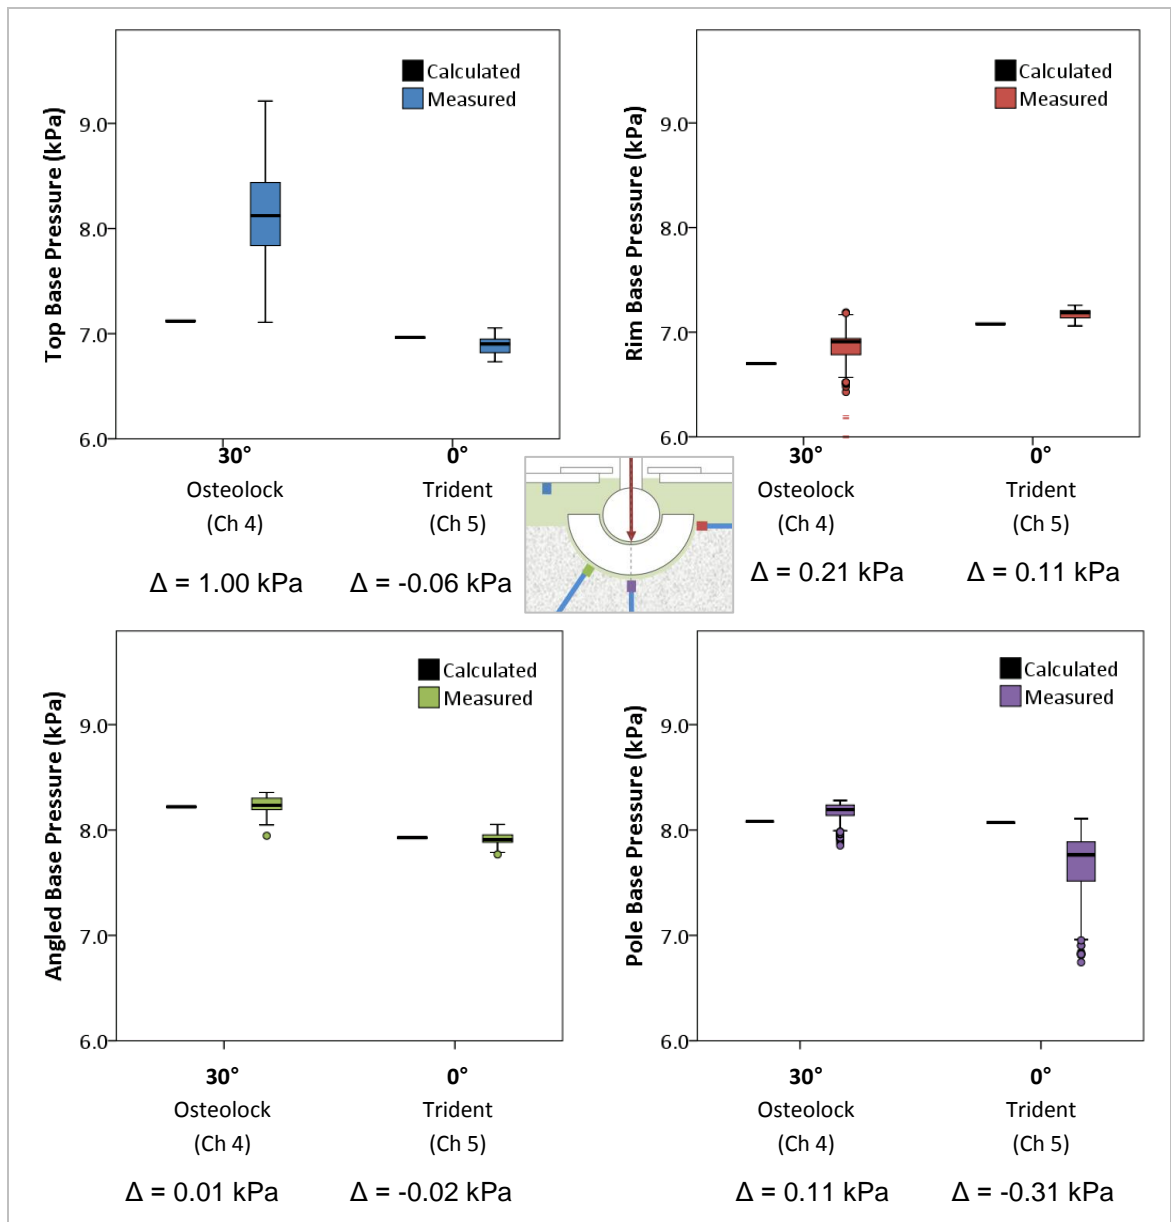 Top Base Pressure (kPa)
9.0
8.0
7.0
6.0
Calculated
Measured
30°
0°
Osteolock
Trident
(Ch 4)
(Ch 5)
Δ = 1.00 kPa
Δ = -0.06 kPa
Rim Base Pressure (kPa)
9.0
8.0
7.0
6.0
Calculated
Measured
30°
0°
Osteolock
Trident
(Ch 4)
(Ch 5)
Δ = 0.21 kPa
Δ = 0.11 kPa
Angled Base Pressure (kPa)
9.0
8.0
7.0
6.0
Calculated
Measured
30°
0°
Osteolock
Trident
(Ch 4)
(Ch 5)
Δ = 0.01 kPa
Δ = -0.02 kPa
Pole Base Pressure (kPa)
9.0
8.0
7.0
6.0
Calculated
Measured
30°
0°
Osteolock
Trident
(Ch 4)
(Ch 5)
Δ = 0.11 kPa
Δ = -0.31 kPa